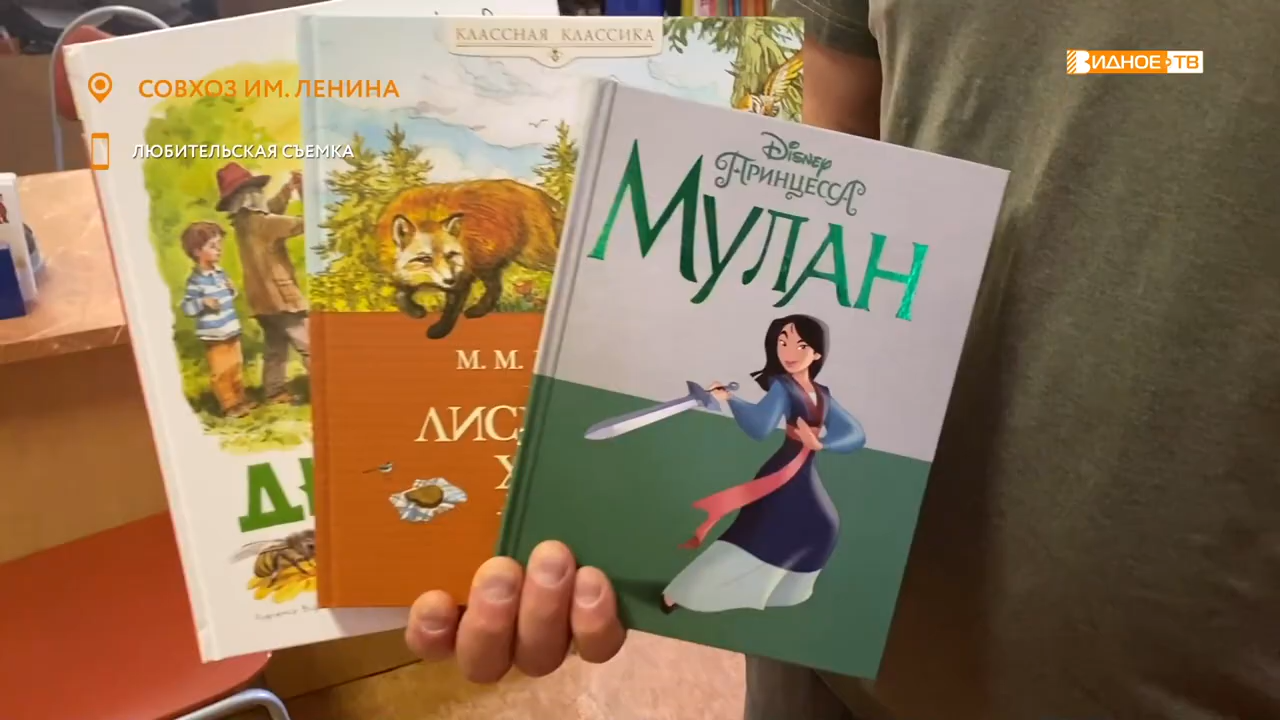 СОВХОЗ ИМ. ЛЕНИНА
ЛЮБИТЕЛЬСКАЯ СЪЕМКА
ВИДНОЕ-ТВ
КЛАССНАЯ КЛАССИКА
М. М.
Disney
ПРИНЦЕССА
МУЛАН